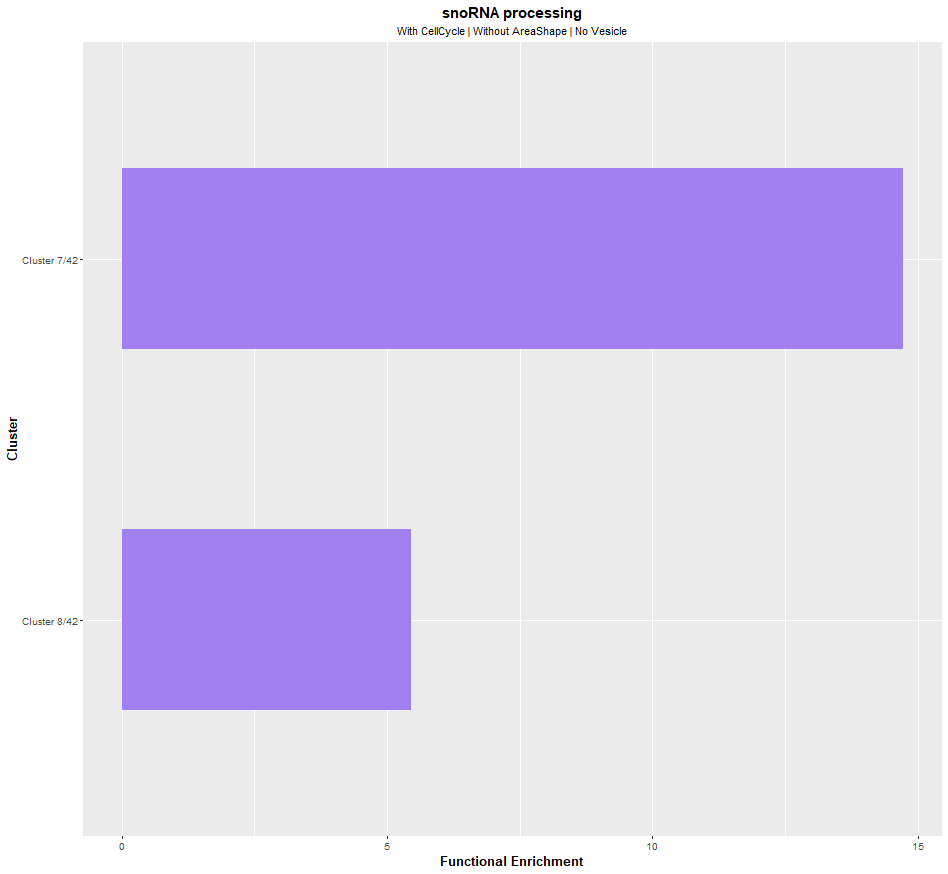 snoRNA processing
With CellCycle | Without AreaShape | No Vesicle
Cluster
Cluster 7/42
Cluster 8/42
0 5 10 15
Functional Enrichment